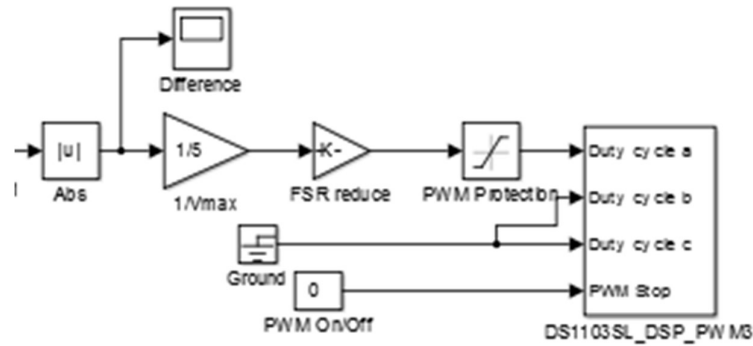 Difference
|u|
Abs
1/5
1/Vmax
-K-
FSR reduce
PWM Protection
Duty cycle a
Duty cycle b
Duty cycle c
PWM Stop
DS1103SL_DSP_PWM3
Ground
0
PWM On/Off